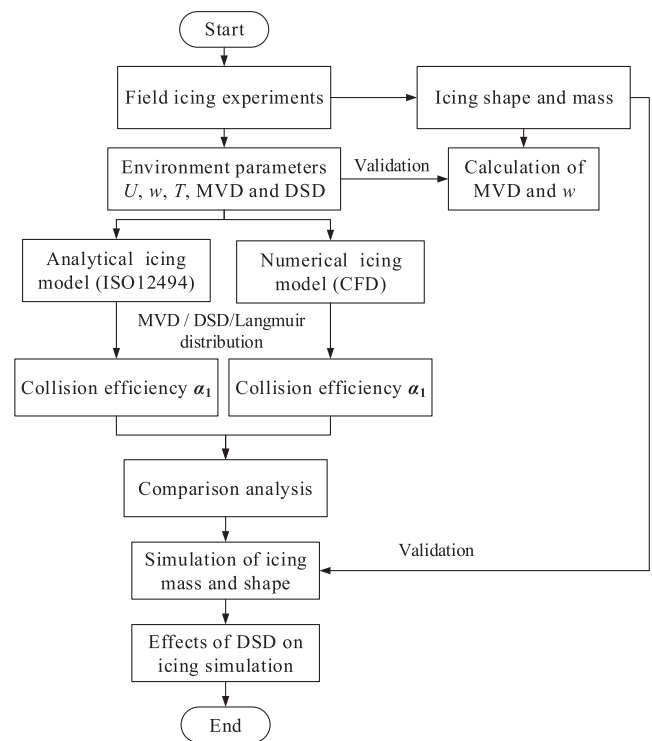 Start
Field icing experiments
Icing shape and mass
Environment parameters
U, w, T, MVD and DSD
Validation
Calculation of
MVD and w
Analytical icing
model (ISO12494)
Numerical icing
model (CFD)
MVD / DSD/Langmuir
distribution
Collision efficiency α₁
Collision efficiency α₁
Comparison analysis
Simulation of icing
mass and shape
Validation
Effects of DSD on
icing simulation
End